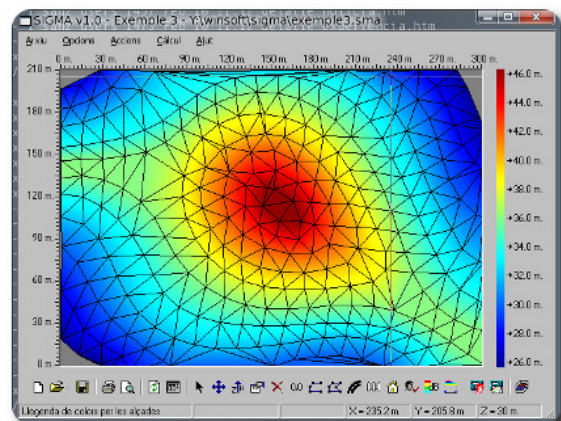 SIGMA v1.0 - Exemple 3 - Y:\winsoft\sigma\exemple3.sma
Arxiu Opcions Accions Càlcul Ajut
0 m. 30 m. 60 m. 90 m. 120 m. 150 m. 180 m. 210 m. 240 m. 270 m. 300 m.
210 m.
180 m.
150 m.
120 m.
90 m.
60 m.
30 m.
0 m.
+46.0 m.
+44.0 m.
+42.0 m.
+40.0 m.
+38.0 m.
+36.0 m.
+34.0 m.
+32.0 m.
+30.0 m.
+28.0 m.
+26.0 m.
Llegenda de colors per les alçades X = 235.2 m Y = 205.8 m Z = 30 m.